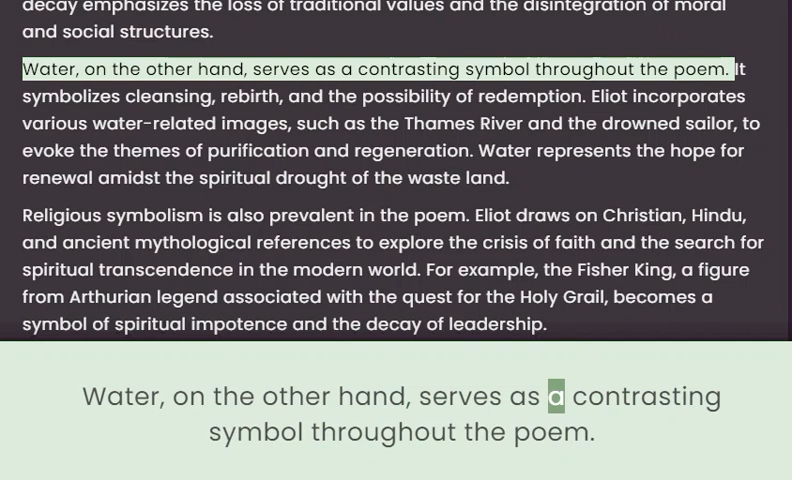 decay emphasizes the loss of traditional values and the disintegration of moral
and social structures.
Water, on the other hand, serves as a contrasting symbol throughout the poem. It
symbolizes cleansing, rebirth, and the possibility of redemption. Eliot incorporates
various water-related images, such as the Thames River and the drowned sailor, to
evoke the themes of purification and regeneration. Water represents the hope for
renewal amidst the spiritual drought of the waste land.
Religious symbolism is also prevalent in the poem. Eliot draws on Christian, Hindu,
and ancient mythological references to explore the crisis of faith and the search for
spiritual transcendence in the modern world. For example, the Fisher King, a figure
from Arthurian legend associated with the quest for the Holy Grail, becomes a
symbol of spiritual impotence and the decay of leadership.
Water, on the other hand, serves as a contrasting
symbol throughout the poem.